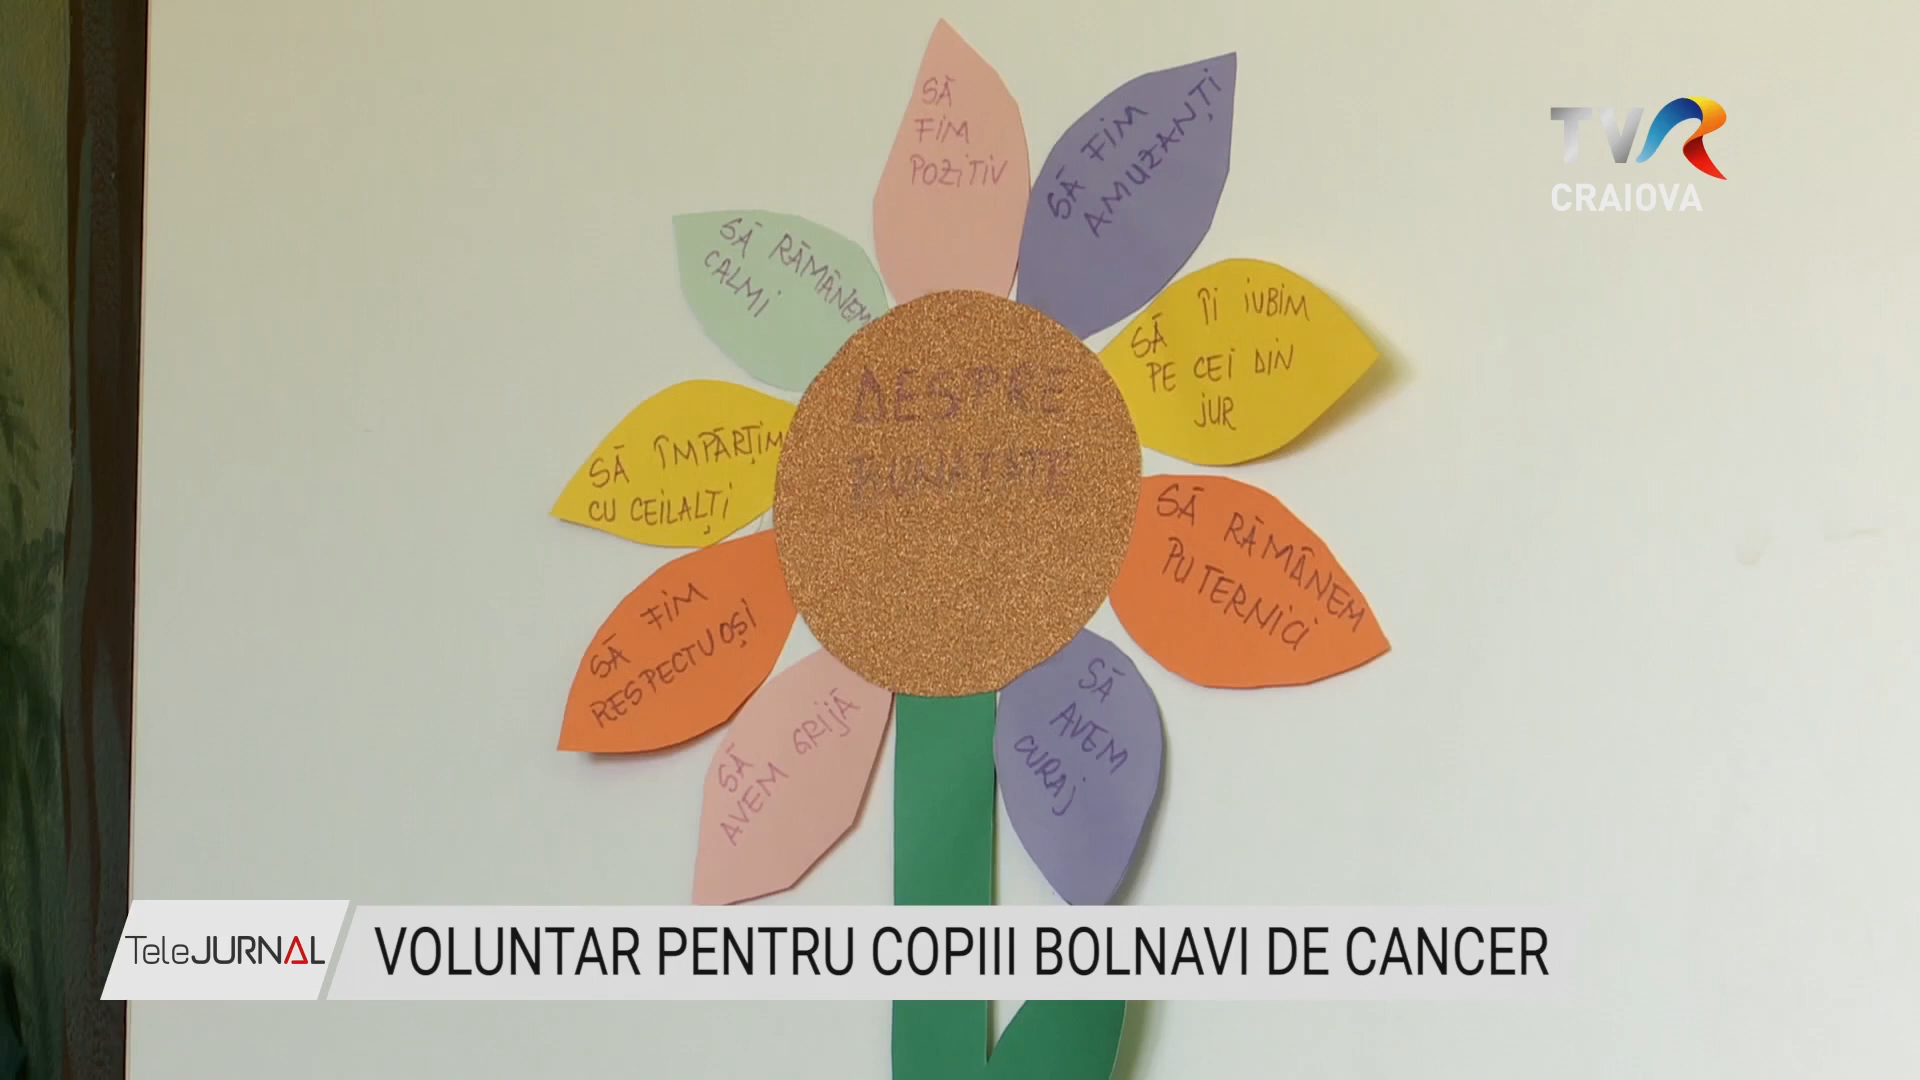 SĂ
FIM
POZITIV
SĂ FIM
AMUZANȚI
SĂ ÎI IUBIM
PE CEI DIN
JUR
SĂ RĂMÂNEM
PUTERNICI
SĂ
AVEM
CURAJ
SĂ
AVEM GRIJĂ
SĂ FIM
RESPECTUOȘI
SĂ ÎMPĂRȚIM
CU CEILALȚI
SĂ RĂMÂNEM
CALMI
DESPRE
BUNĂTATE
TVR
CRAIOVA
TeleJURNAL
VOLUNTAR PENTRU COPIII BOLNAVI DE CANCER